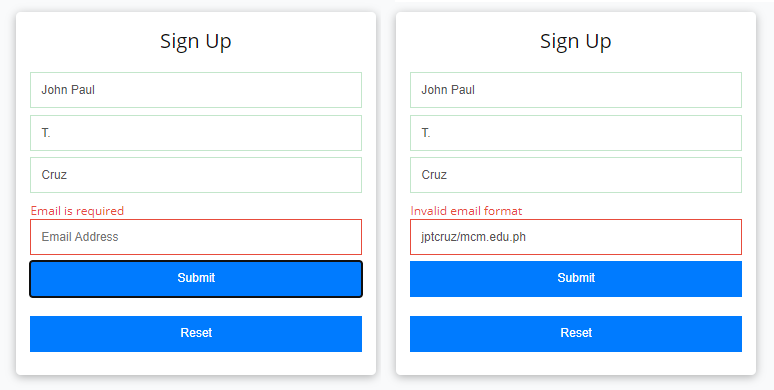 Sign Up
John Paul
T.
Cruz
Email is required
Email Address
Submit
Reset
Sign Up
John Paul
T.
Cruz
Invalid email format
jptcruz/mcm.edu.ph
Submit
Reset